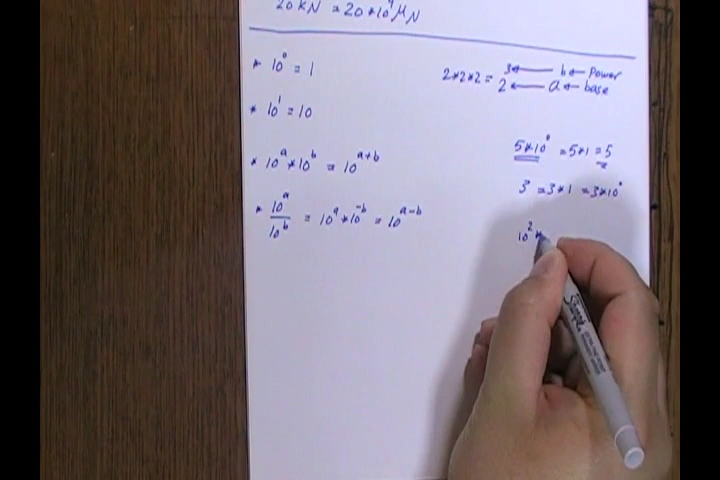 20 kN = 20 * 10⁹ μN
* 10⁰ = 1
* 10¹ = 10
* 10ᵃ * 10ᵇ = 10ᵃ⁺ᵇ
* 10ᵃ / 10ᵇ = 10ᵃ * 10⁻ᵇ = 10ᵃ⁻ᵇ
2*2*2 = 3 ← b ← Power
2 ← a ← base
5*10⁰ = 5*1 = 5
3 = 3*1 = 3*10⁰
10² *